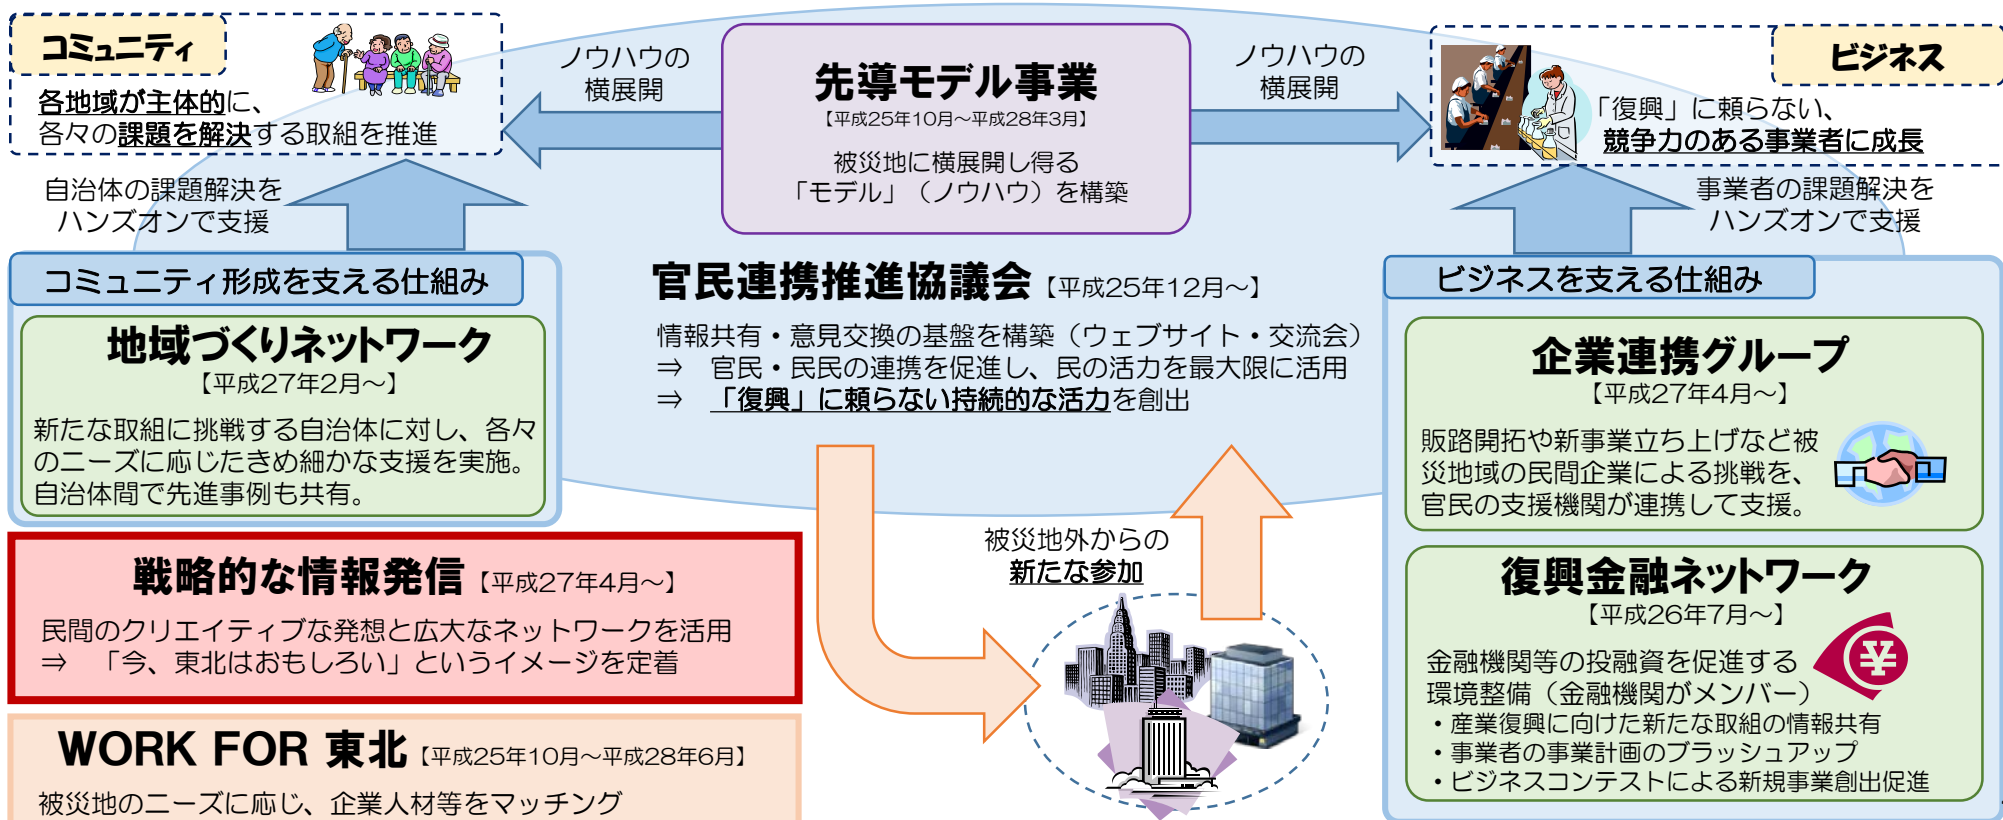 コミュニティ
各地域が主体的に、
各々の課題を解決する取組を推進
ノウハウの
横展開
先導モデル事業
【平成25年10月～平成28年3月】
被災地に横展開し得る
「モデル」（ノウハウ）を構築
ノウハウの
横展開
ビジネス
「復興」に頼らない、
競争力のある事業者に成長
自治体の課題解決を
ハンズオンで支援
事業者の課題解決を
ハンズオンで支援
コミュニティ形成を支える仕組み
地域づくりネットワーク
【平成27年2月～】
新たな取組に挑戦する自治体に対し、各々
のニーズに応じたきめ細かな支援を実施。
自治体間で先進事例も共有。
官民連携推進協議会【平成25年12月～】
情報共有・意見交換の基盤を構築（ウェブサイト・交流会）
⇒　官民・民民の連携を促進し、民の活力を最大限に活用
⇒　「復興」に頼らない持続的な活力を創出
ビジネスを支える仕組み
企業連携グループ
【平成27年4月～】
販路開拓や新事業立ち上げなど被
災地域の民間企業による挑戦を、
官民の支援機関が連携して支援。
戦略的な情報発信【平成27年4月～】
民間のクリエイティブな発想と広大なネットワークを活用
⇒　「今、東北はおもしろい」というイメージを定着
被災地外からの
新たな参加
復興金融ネットワーク
【平成26年7月～】
金融機関等の投融資を促進する
環境整備（金融機関がメンバー）
・産業復興に向けた新たな取組の情報共有
・事業者の事業計画のブラッシュアップ
・ビジネスコンテストによる新規事業創出促進
¥
WORK FOR 東北【平成25年10月～平成28年6月】
被災地のニーズに応じ、企業人材等をマッチング